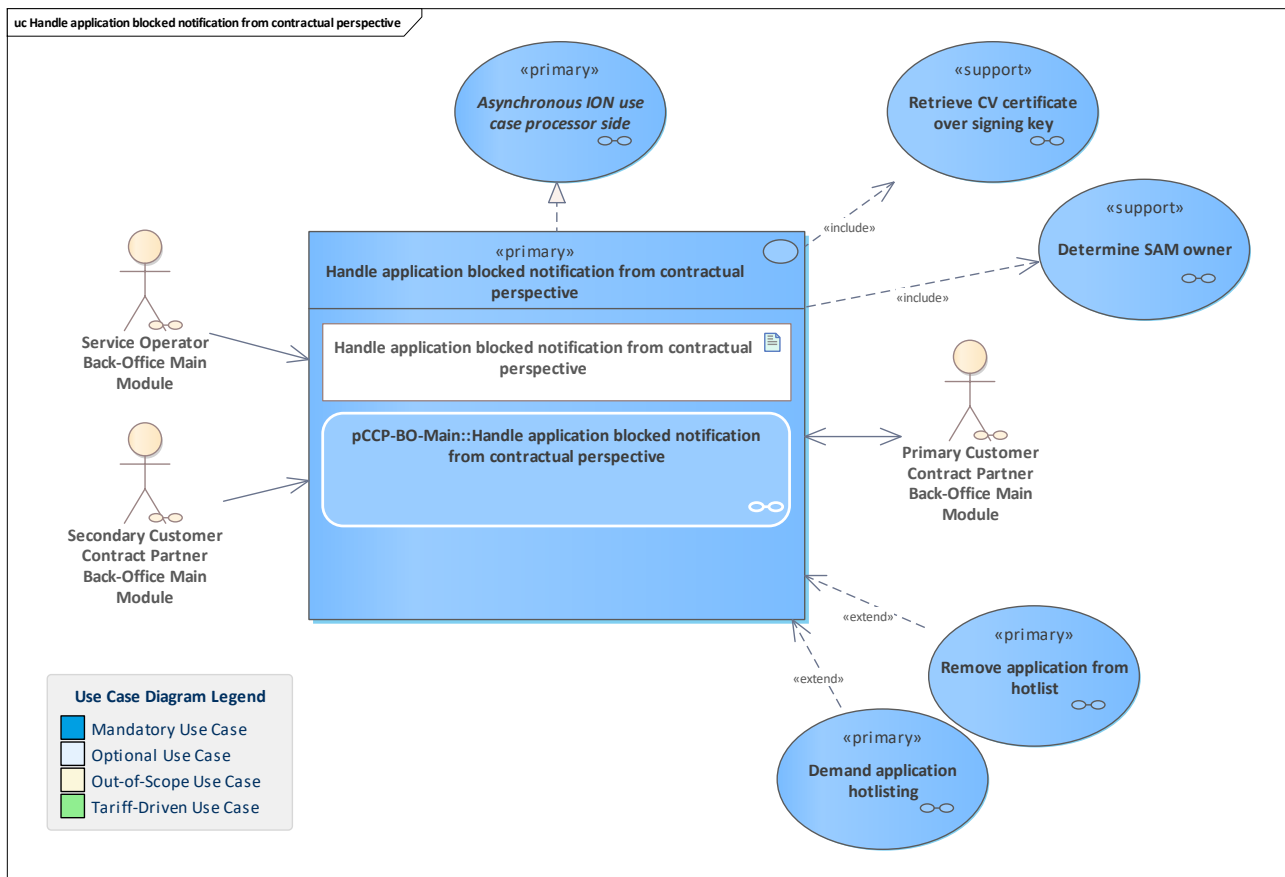 uc Handle application blocked notification from contractual perspective
«primary»
Asynchronous ION use
case processor side
«support»
Retrieve CV certificate
over signing key
«support»
Determine SAM owner
«include»
«include»
«primary»
Handle application blocked notification from contractual
perspective
Handle application blocked notification from contractual
perspective
pCCP-BO-Main::Handle application blocked notification
from contractual perspective
Service Operator
Back-Office Main
Module
Secondary Customer
Contract Partner
Back-Office Main
Module
Primary Customer
Contract Partner
Back-Office Main
Module
«extend»
«primary»
Remove application from
hotlist
«extend»
«primary»
Demand application
hotlisting
Use Case Diagram Legend
Mandatory Use Case
Optional Use Case
Out-of-Scope Use Case
Tariff-Driven Use Case